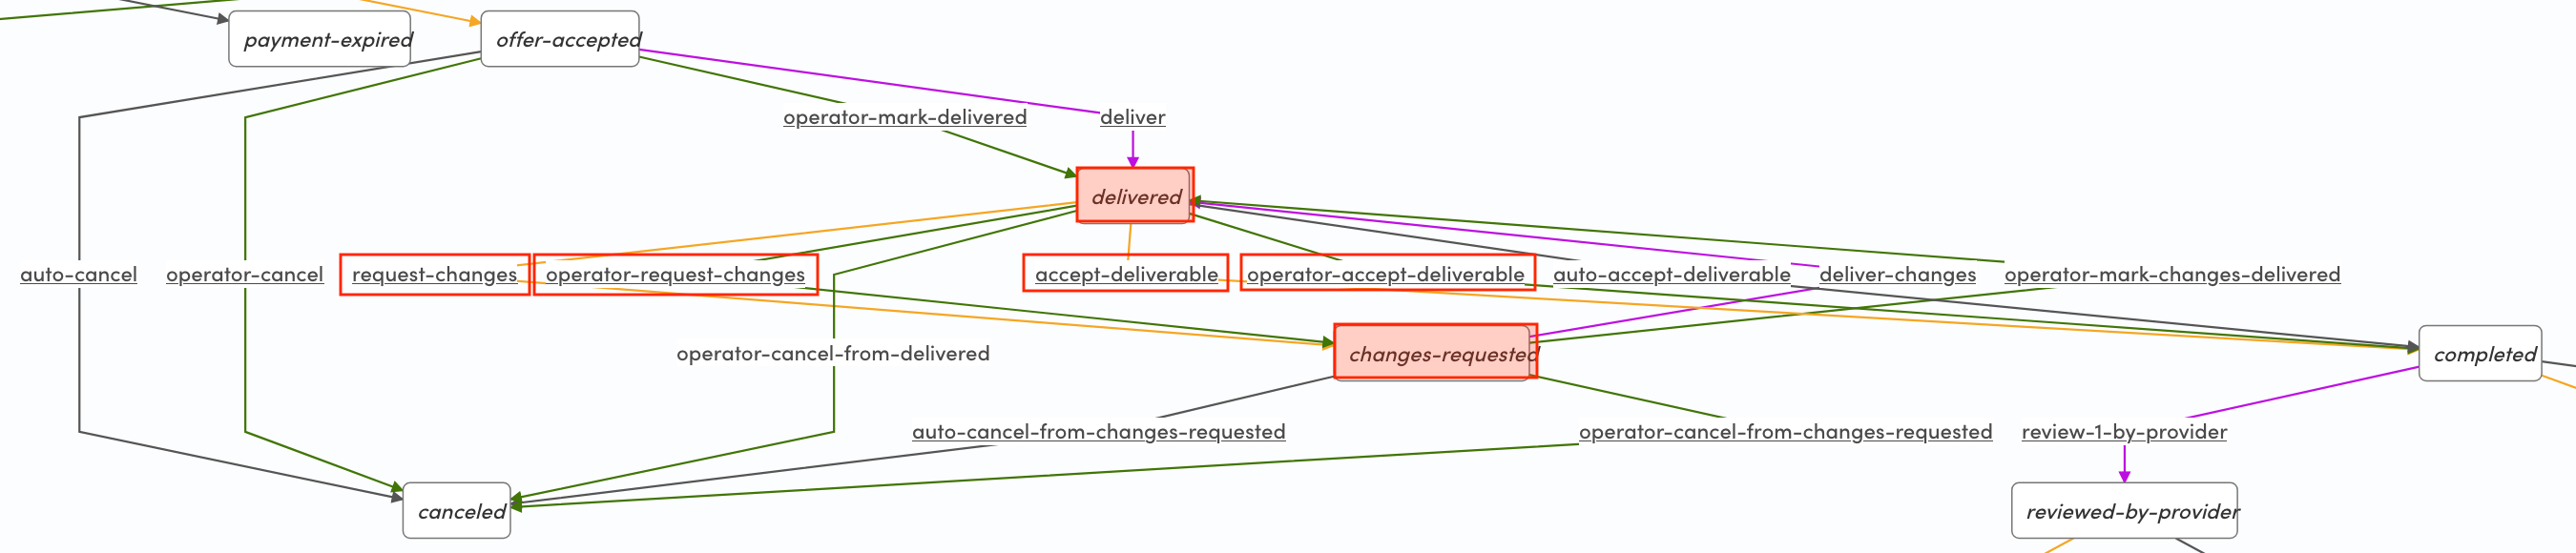 payment-expired
offer-accepted
operator-mark-delivered
deliver
delivered
auto-cancel
operator-cancel
request-changes
operator-request-changes
accept-deliverable
operator-accept-deliverable
auto-accept-deliverable
deliver-changes
operator-mark-changes-delivered
operator-cancel-from-delivered
changes-requested
completed
auto-cancel-from-changes-requested
operator-cancel-from-changes-requested
review-1-by-provider
canceled
reviewed-by-provider